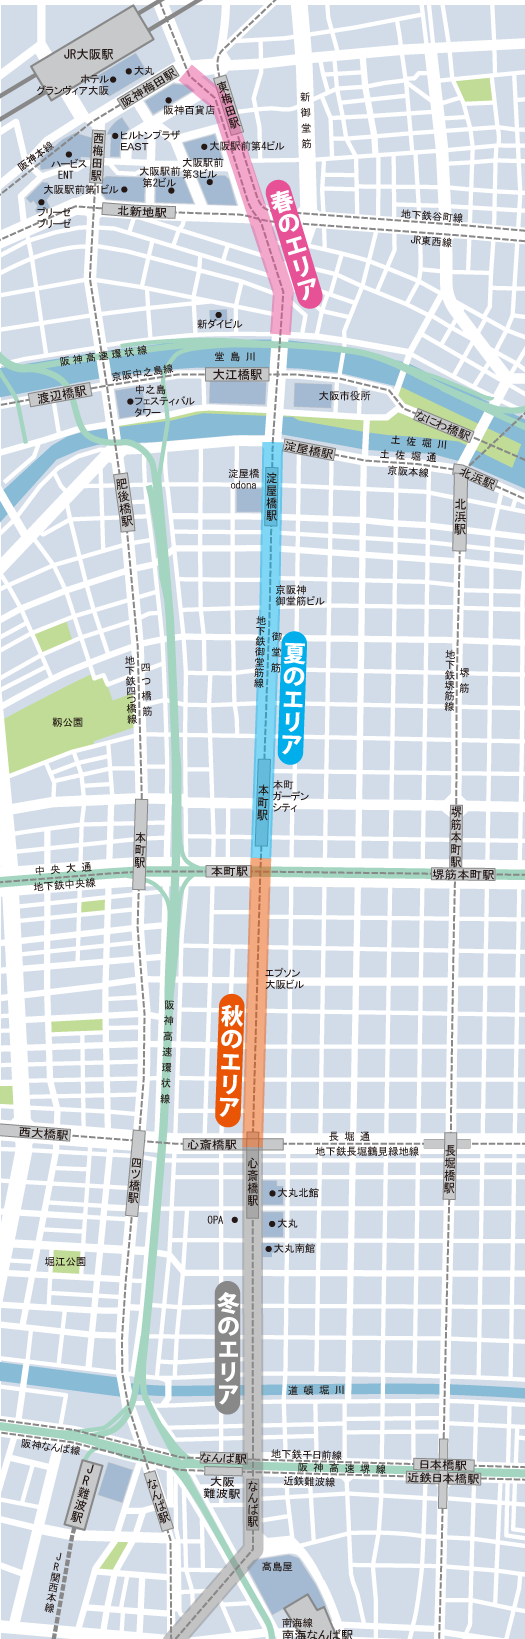 JR大阪駅
大丸
ホテル
グランヴィア大阪
阪神梅田駅
東梅田駅
新御堂筋
阪神百貨店
ヒルトンプラザ
EAST
西梅田駅
阪神本線
ハービス
ENT
大阪駅前第4ビル
大阪駅前
第3ビル
大阪駅前
第2ビル
大阪駅前第1ビル
ブリーゼ
ブリーゼ
北新地駅
地下鉄谷町線
JR東西線
春のエリア
新ダイビル
阪神高速環状線
堂島川
京阪中之島線
大江橋駅
渡辺橋駅
中之島
フェスティバル
タワー
大阪市役所
なにわ橋駅
土佐堀川
土佐堀通
京阪本線
淀屋橋駅
北浜駅
淀屋橋
odona
淀屋橋駅
肥後橋駅
北浜駅
京阪神
御堂筋ビル
地下鉄御堂筋線
御堂筋
夏のエリア
四つ橋筋
地下鉄四つ橋線
地下鉄堺筋線
堺筋
靱公園
本町
ガーデン
シティ
本町駅
本町駅
堺筋本町駅
中央大通
地下鉄中央線
本町駅
堺筋本町駅
エプソン
大阪ビル
秋のエリア
阪神高速環状線
西大橋駅
心斎橋駅
長堀通
地下鉄長堀鶴見緑地線
四ツ橋駅
心斎橋駅
長堀橋駅
大丸北館
OPA
大丸
大丸南館
堀江公園
冬のエリア
道頓堀川
阪神なんば線
なんば駅
地下鉄千日前線
阪神高速堺線
近鉄難波線
日本橋駅
近鉄日本橋駅
大阪
難波駅
なんば駅
JR難波駅
なんば駅
JR関西本線
高島屋
南海線
南海なんば駅